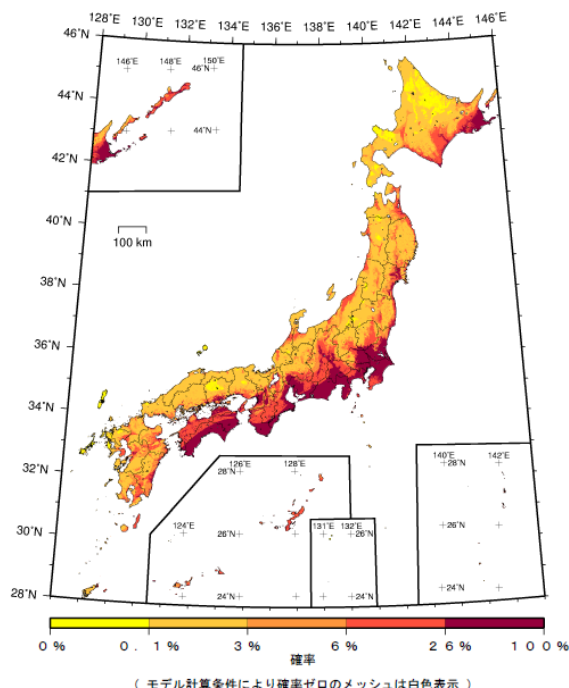 128°E 130°E 132°E 134°E 136°E 138°E 140°E 142°E 144°E 146°E
46°N
146°E 148°E 150°E
46°N
44°N
44°N
42°N
40°N
100 km
38°N
36°N
34°N
32°N
126°E 128°E
28°N
140°E 142°E
28°N
30°N
124°E
26°N
131°E 132°E
26°N
26°N
28°N
24°N
24°N
24°N
0% 0.1% 3% 6% 26% 100%
確率
( モデル計算条件により確率ゼロのメッシュは白色表示 )